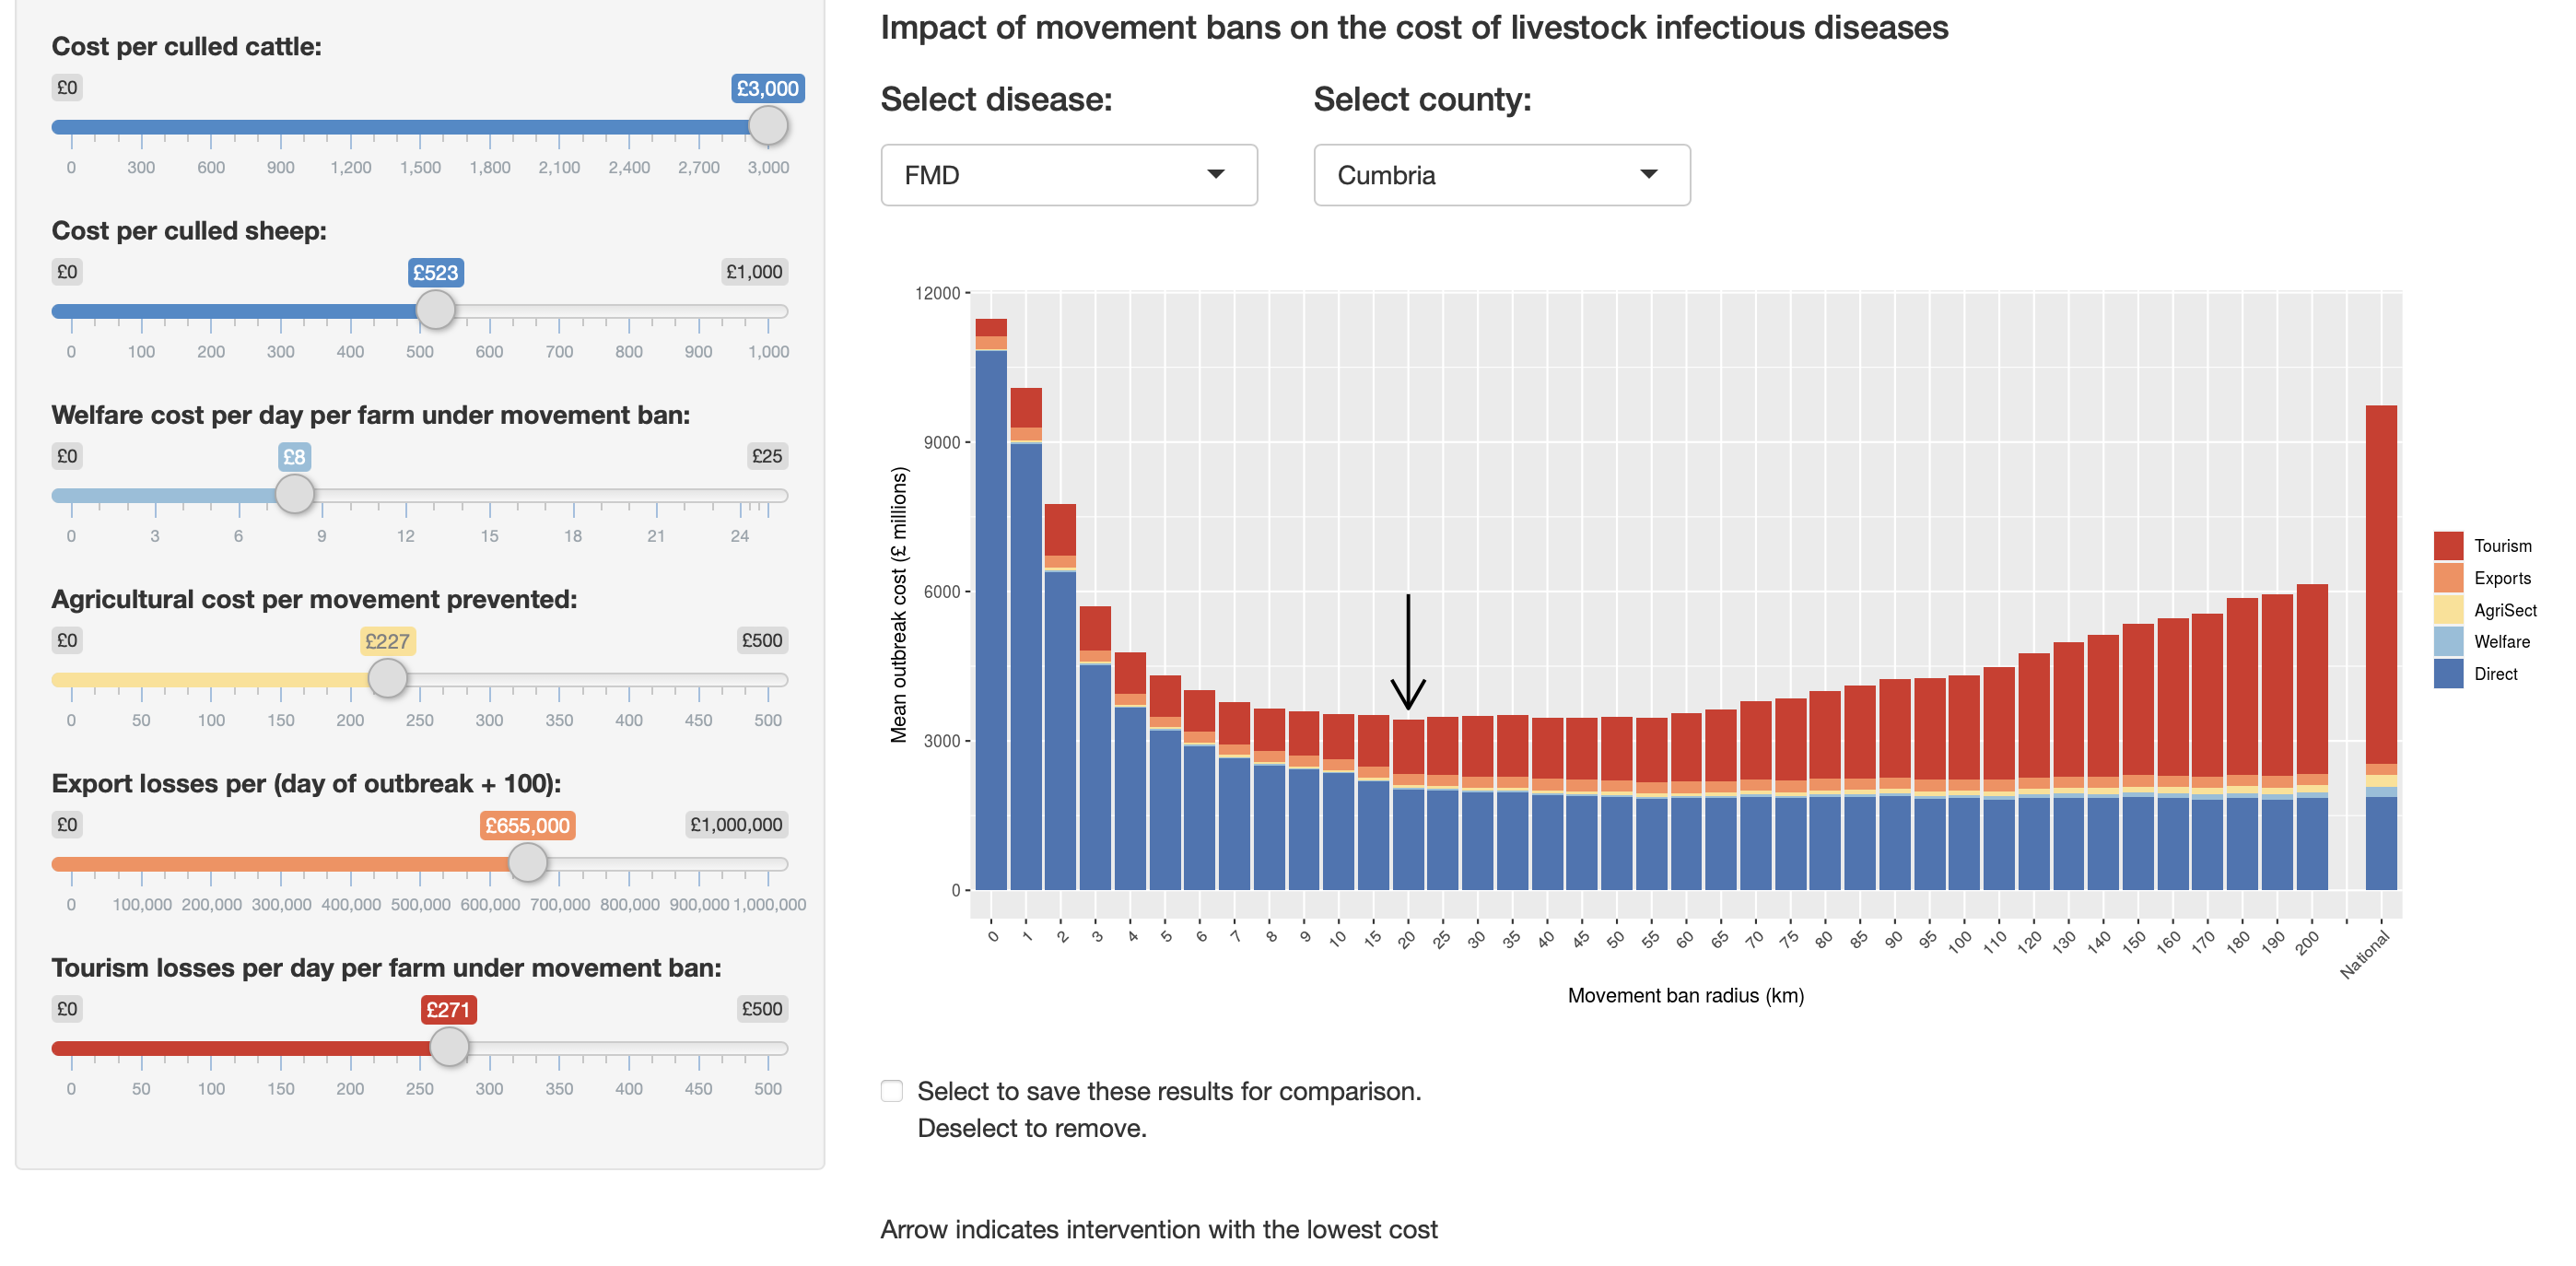 Cost per culled cattle:
£0 £3,000
0 300 600 900 1,200 1,500 1,800 2,100 2,400 2,700 3,000
Cost per culled sheep:
£0 £523 £1,000
0 100 200 300 400 500 600 700 800 900 1,000
Welfare cost per day per farm under movement ban:
£0 £8 £25
0 3 6 9 12 15 18 21 24
Agricultural cost per movement prevented:
£0 £227 £500
0 50 100 150 200 250 300 350 400 450 500
Export losses per (day of outbreak + 100):
£0 £655,000 £1,000,000
0 100,000 200,000 300,000 400,000 500,000 600,000 700,000 800,000 900,000 1,000,000
Tourism losses per day per farm under movement ban:
£0 £271 £500
0 50 100 150 200 250 300 350 400 450 500
Impact of movement bans on the cost of livestock infectious diseases
Select disease: Select county:
FMD Cumbria
Mean outbreak cost (£ millions)
12000
9000
6000
3000
0
0 1 2 3 4 5 6 7 8 9 10 15 20 25 30 35 40 45 50 55 60 65 70 75 80 85 90 95 100 110 120 130 140 150 160 170 180 190 200 National
Movement ban radius (km)
Tourism
Exports
AgriSect
Welfare
Direct
Select to save these results for comparison.
Deselect to remove.
Arrow indicates intervention with the lowest cost